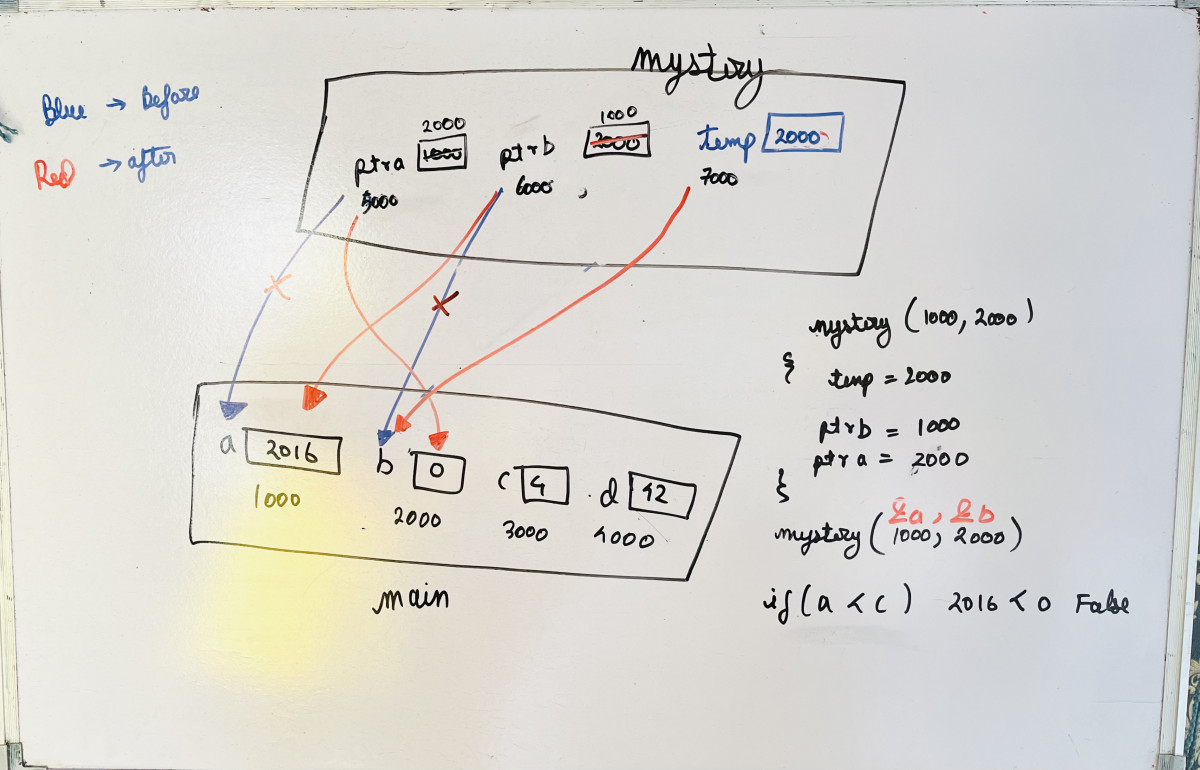 mystery
Blue → Before
Red → after
2000
1000
ptra 1000
ptrb 2000
temp 2000
5000
6000
7000
a 2016
b 0
c 4
d 42
1000
2000
3000
4000
main
mystery (1000, 2000)
{
temp = 2000
ptrb = 1000
ptra = 2000
}
&a, &b
mystery (1000, 2000)
if (a < c) 2016 < 0 False